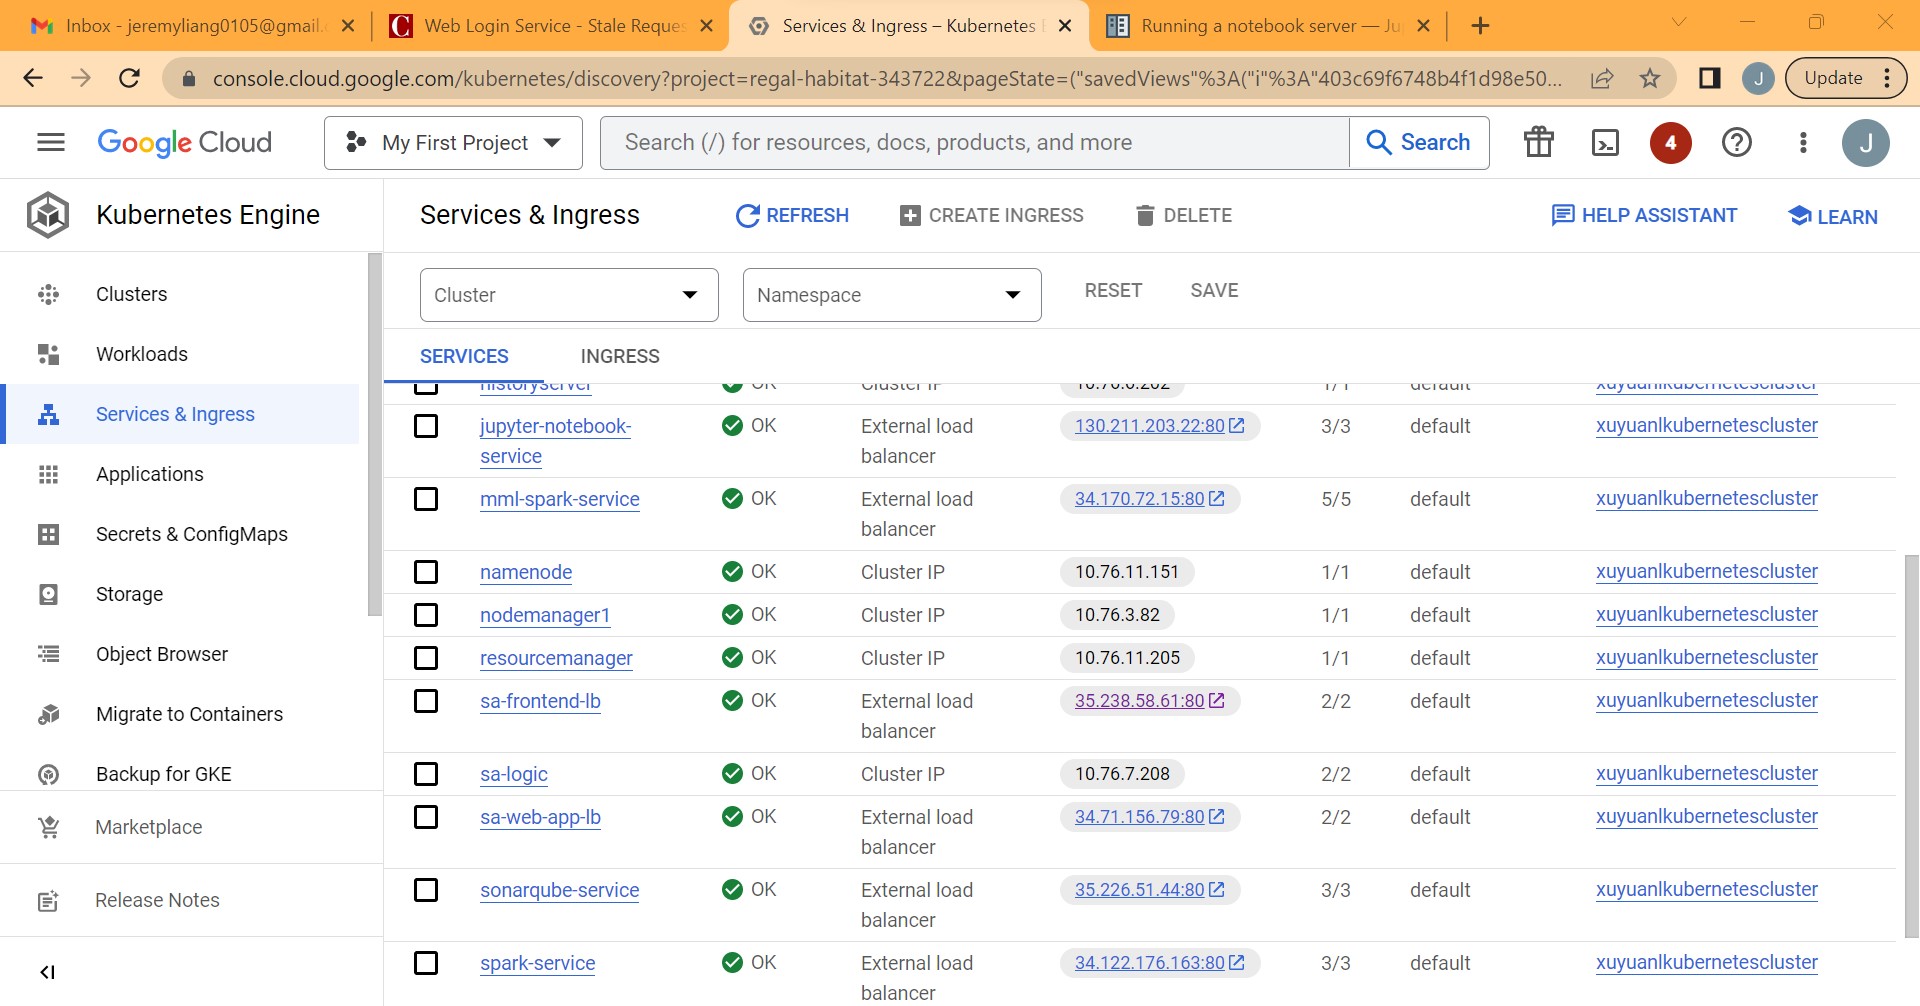 Inbox - jeremyliang0105@gmail.
Web Login Service - Stale Reques
Services & Ingress – Kubernetes E
Running a notebook server — Ju
console.cloud.google.com/kubernetes/discovery?project=regal-habitat-343722&pageState=("savedViews"%3A("i"%3A"403c69f6748b4f1d98e50...
J
Update
Google Cloud
My First Project
Search (/) for resources, docs, products, and more
Search
4
J
Kubernetes Engine
Services & Ingress
REFRESH
CREATE INGRESS
DELETE
HELP ASSISTANT
LEARN
Clusters
Workloads
Services & Ingress
Applications
Secrets & ConfigMaps
Storage
Object Browser
Migrate to Containers
Backup for GKE
Marketplace
Release Notes
Cluster
Namespace
RESET
SAVE
SERVICES
INGRESS
historyserver OK Cluster IP 10.76.6.202 1/1 default xuyuanlkubernetescluster
jupyter-notebook- OK External load 130.211.203.22:80 3/3 default xuyuanlkubernetescluster
service balancer
mml-spark-service OK External load 34.170.72.15:80 5/5 default xuyuanlkubernetescluster
balancer
namenode OK Cluster IP 10.76.11.151 1/1 default xuyuanlkubernetescluster
nodemanager1 OK Cluster IP 10.76.3.82 1/1 default xuyuanlkubernetescluster
resourcemanager OK Cluster IP 10.76.11.205 1/1 default xuyuanlkubernetescluster
sa-frontend-lb OK External load 35.238.58.61:80 2/2 default xuyuanlkubernetescluster
balancer
sa-logic OK Cluster IP 10.76.7.208 2/2 default xuyuanlkubernetescluster
sa-web-app-lb OK External load 34.71.156.79:80 2/2 default xuyuanlkubernetescluster
balancer
sonarqube-service OK External load 35.226.51.44:80 3/3 default xuyuanlkubernetescluster
balancer
spark-service OK External load 34.122.176.163:80 3/3 default xuyuanlkubernetescluster
balancer